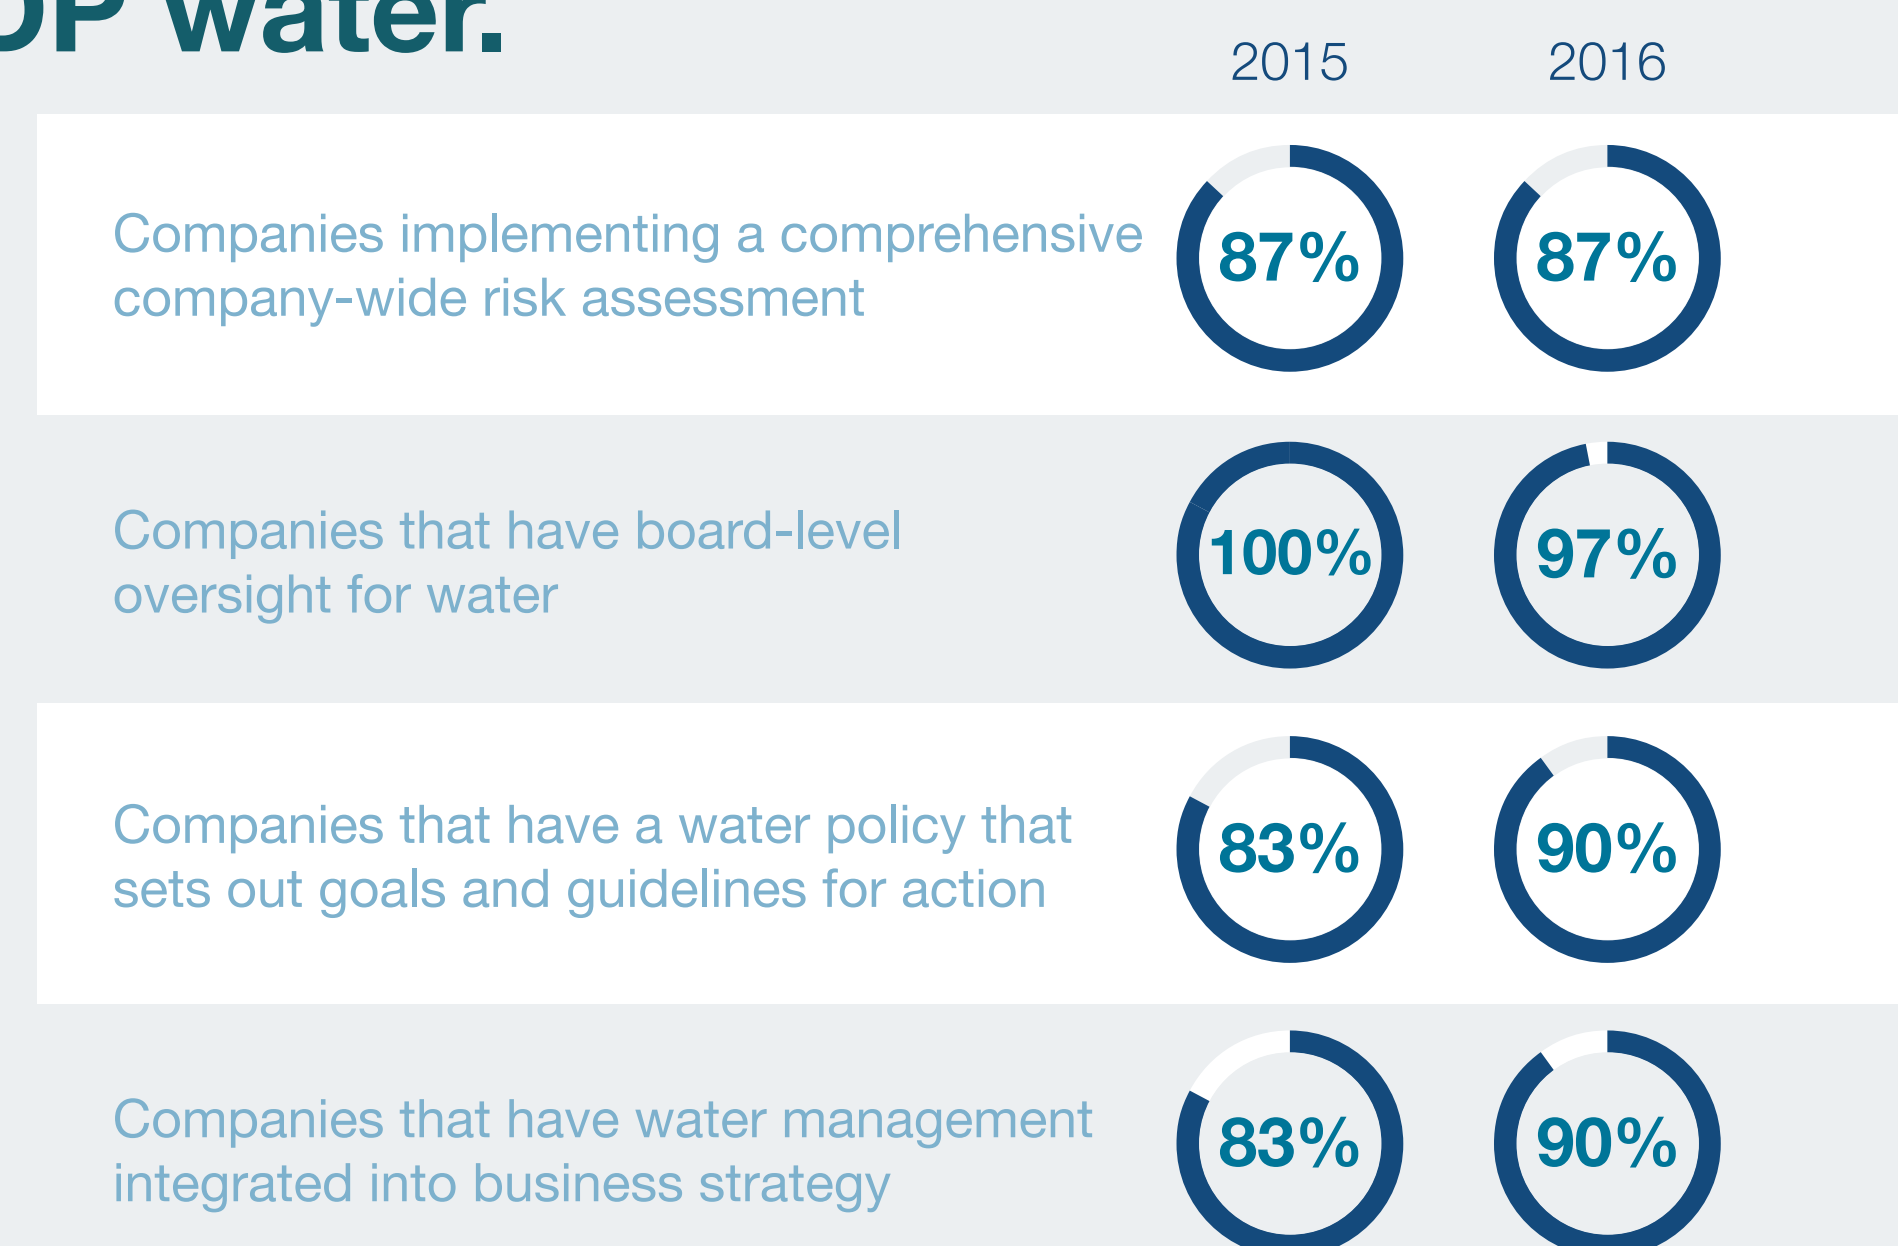 DP water.
2015 2016
Companies implementing a comprehensive
company-wide risk assessment
87% 87%
Companies that have board-level
oversight for water
100% 97%
Companies that have a water policy that
sets out goals and guidelines for action
83% 90%
Companies that have water management
integrated into business strategy
83% 90%